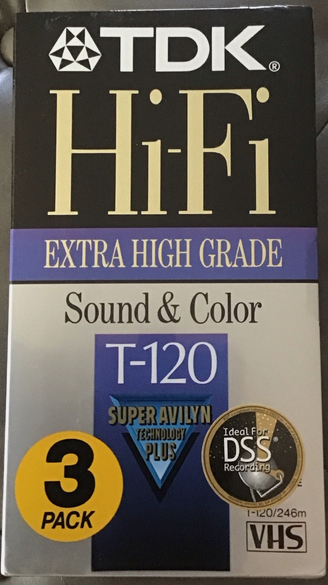 TDK®
Hi-Fi
EXTRA HIGH GRADE
Sound & Color
T-120
SUPER AVILYN
TECHNOLOGY
PLUS
Ideal For
DSS
Recording
3
PACK
T-120/246m
VHS